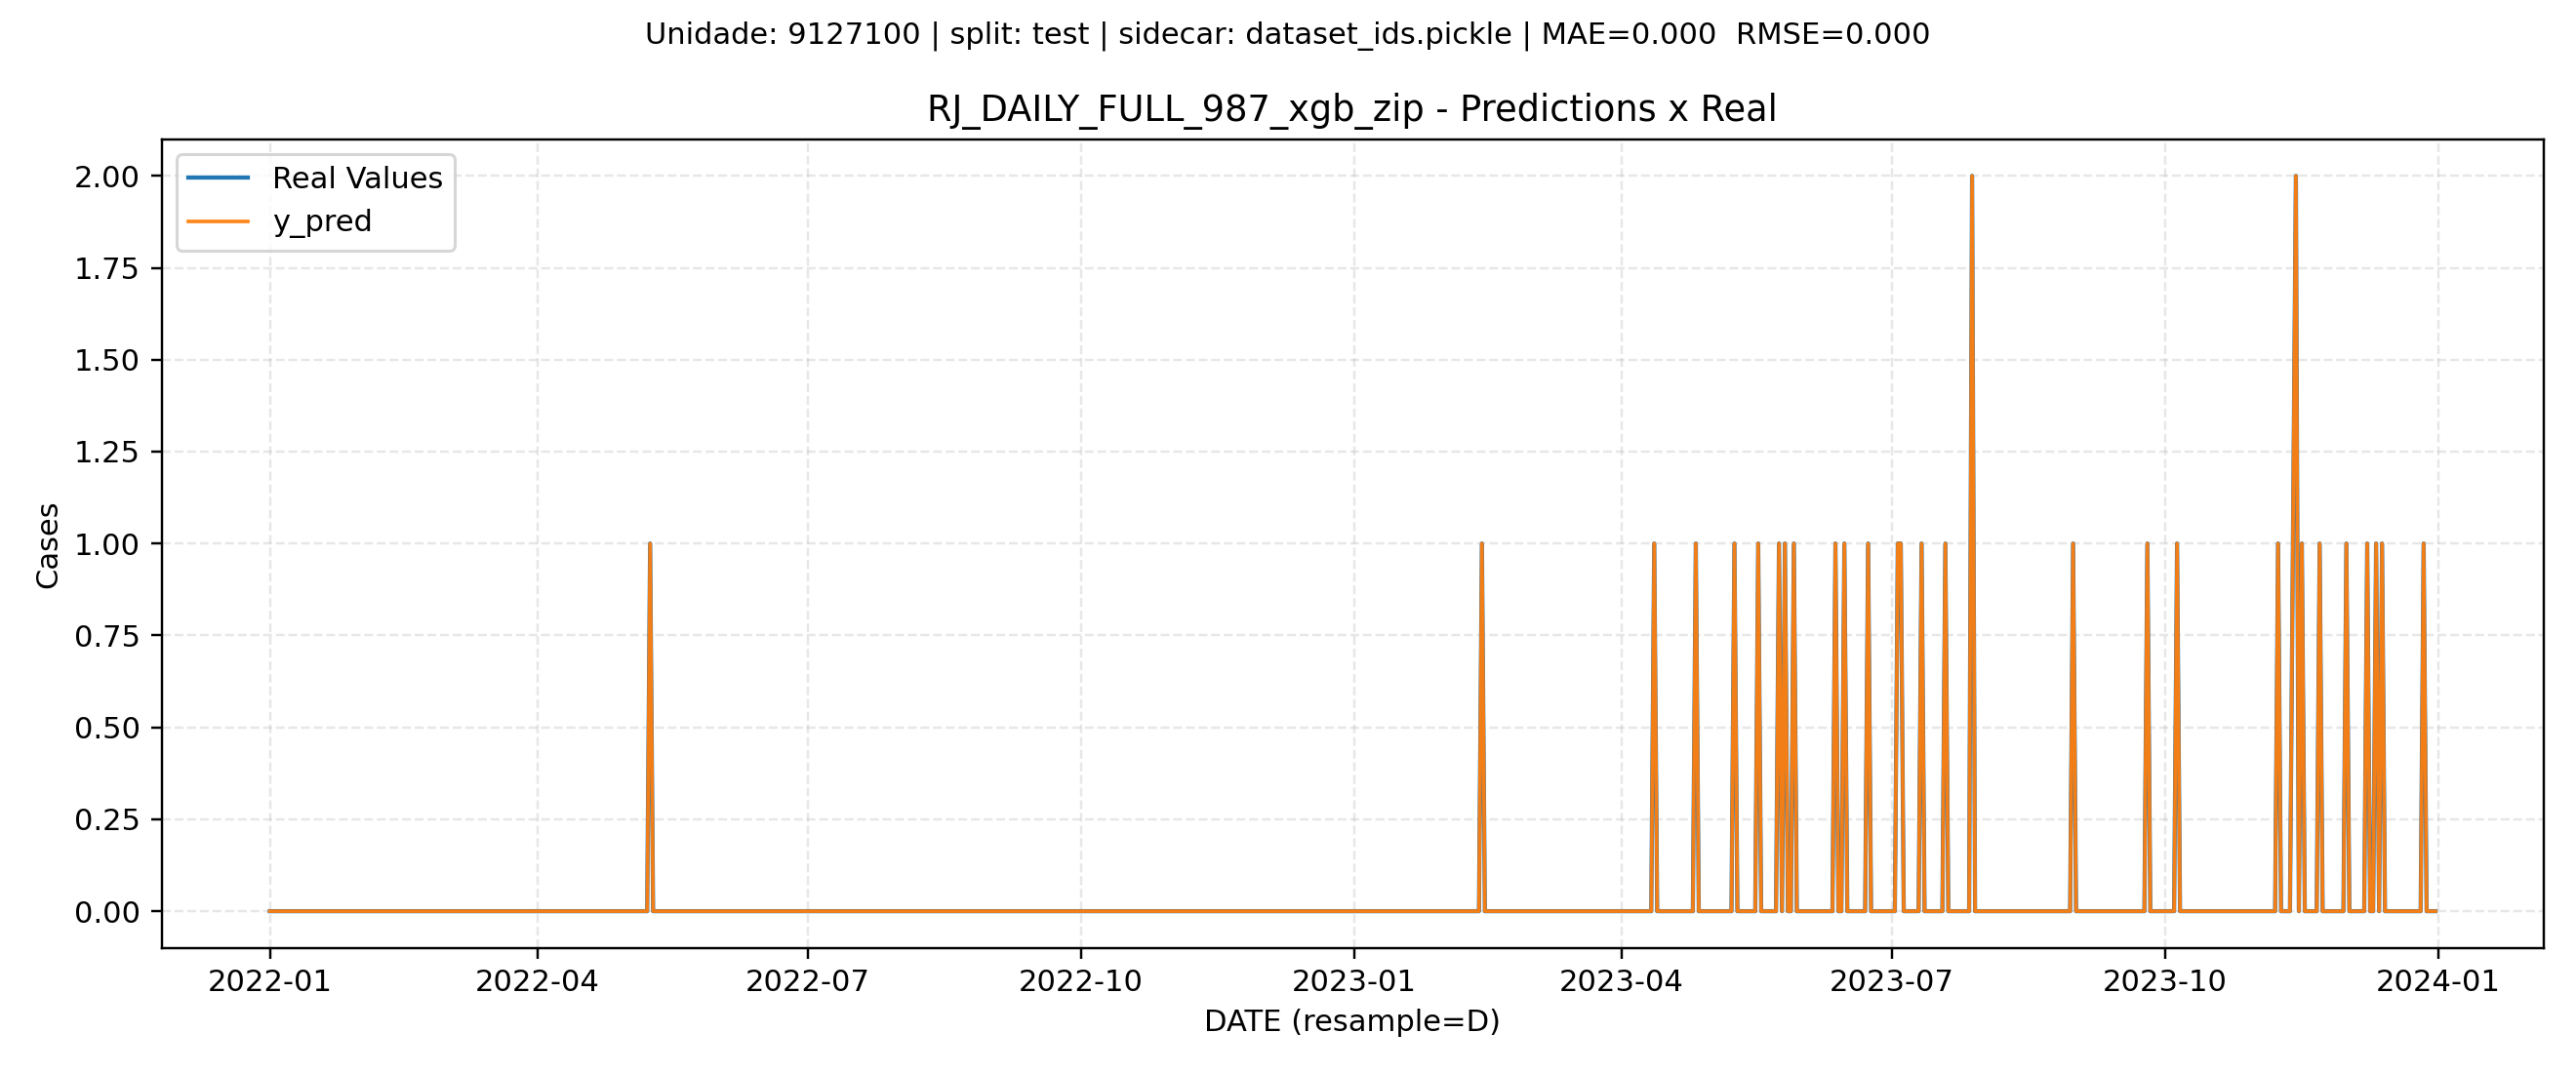 Unidade: 9127100 | split: test | sidecar: dataset_ids.pickle | MAE=0.000  RMSE=0.000
RJ_DAILY_FULL_987_xgb_zip - Predictions x Real
Real Values
y_pred
2.00
1.75
1.50
1.25
1.00
0.75
0.50
0.25
0.00
Cases
2022-01 2022-04 2022-07 2022-10 2023-01 2023-04 2023-07 2023-10 2024-01
DATE (resample=D)